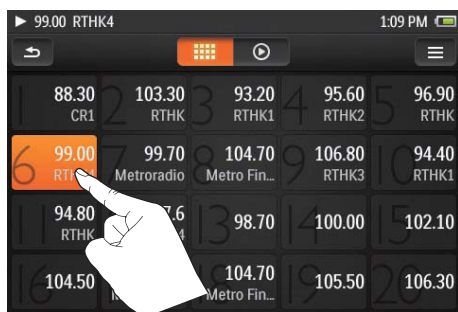 99.00 RTHK4 1:09 PM
1 88.30 2 103.30 3 93.20 4 95.60 5 96.90
CR1 RTHK RTHK1 RTHK2 RTHK
6 99.00 7 99.70 8 104.70 9 106.80 10 94.40
Metroradio Metro Fin... RTHK3 RTHK1
11 94.80 13 98.70 14 100.00 15 102.10
RTHK
16 104.50 18 104.70 19 105.50 20 106.30
Metro Fin...